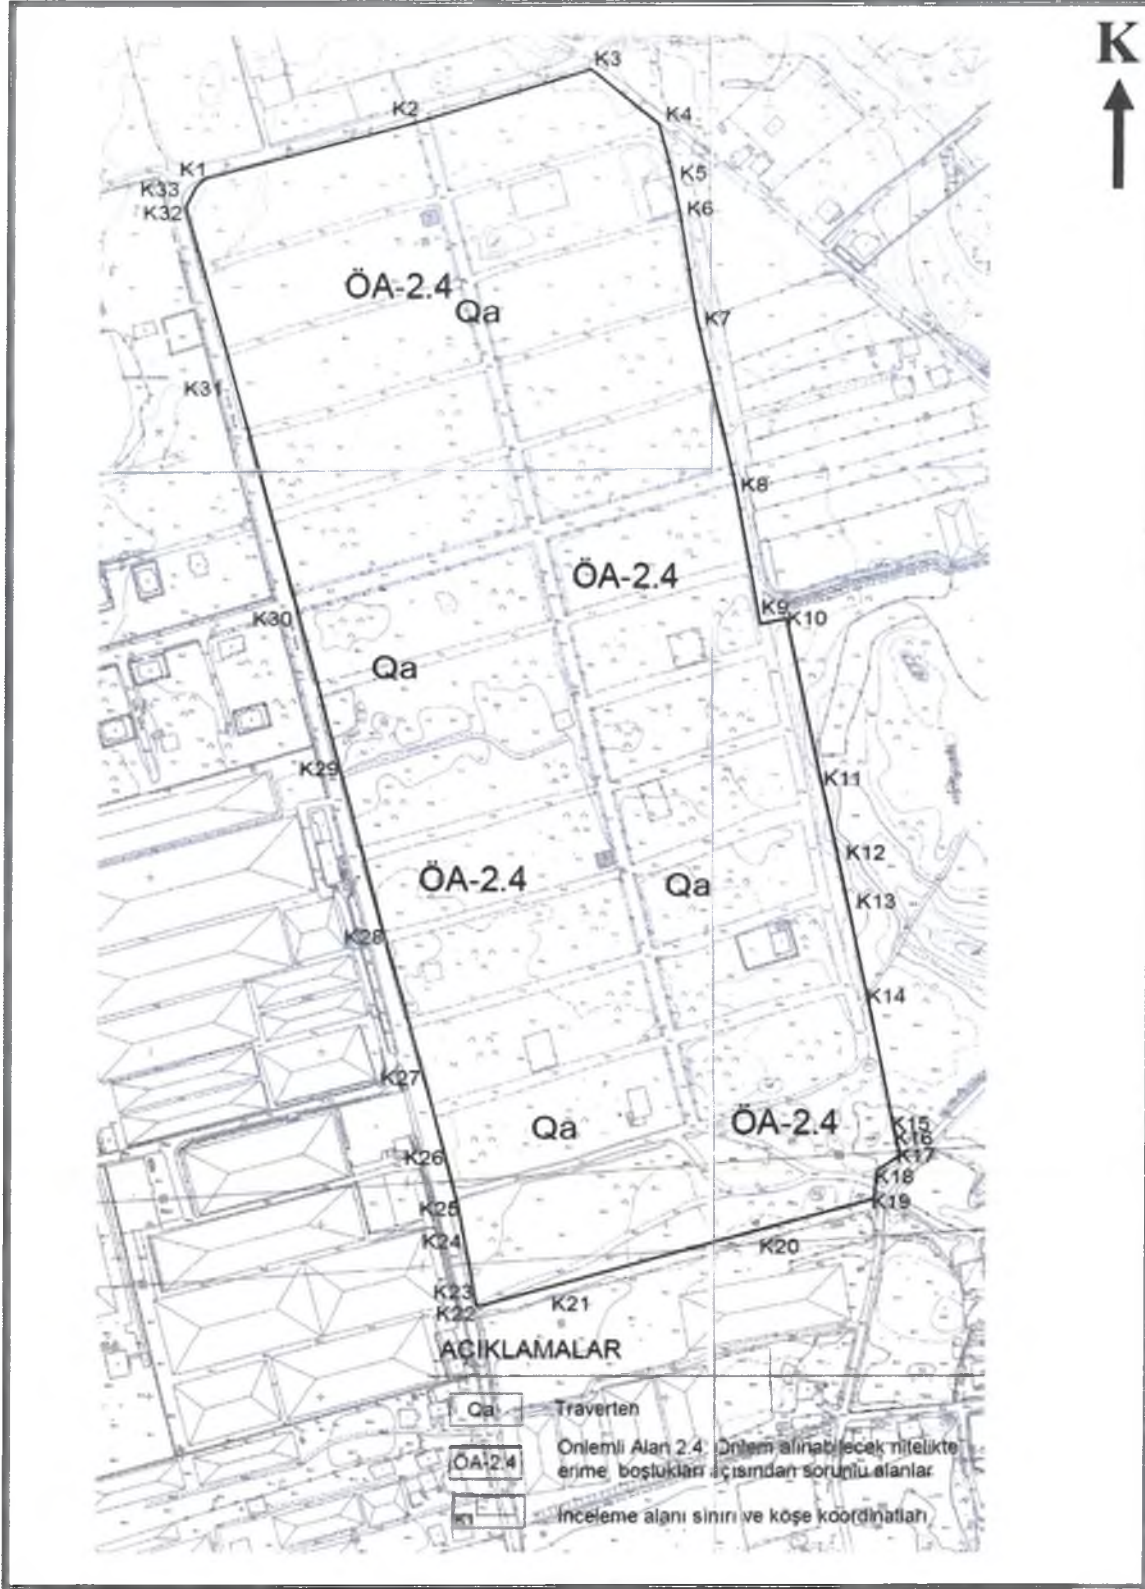 K
K3
K2
K4
K1
K5
K33
K6
K32
ÖA-2.4
Qa
K7
K31
K8
ÖA-2.4
K9
K10
K30
Qa
K29
K11
K12
ÖA-2.4
Qa
K13
K28
K14
K27
ÖA-2.4
Qa
K15
K16
K17
K26
K18
K19
K25
K24
K20
K23
K21
K22
AÇIKLAMALAR
Qa Traverten
ÖA-2.4 Önlemli Alan 2.4: Önlem alınabilecek nitelikte
erime boşlukları açısından sorunlu alanlar
K1 İnceleme alanı sınırı ve köşe koordinatları